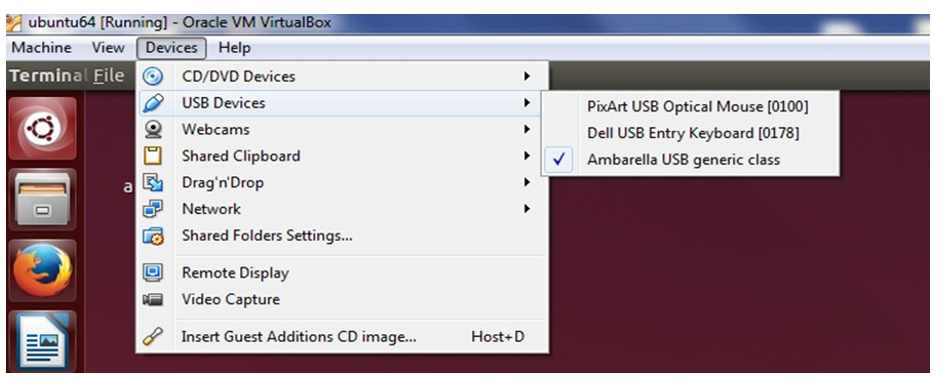 ubuntu64 [Running] - Oracle VM VirtualBox
Machine View Devices Help
Terminal File
CD/DVD Devices
USB Devices
Webcams
Shared Clipboard
a
Drag'n'Drop
Network
Shared Folders Settings...
Remote Display
Video Capture
Insert Guest Additions CD image... Host+D
PixArt USB Optical Mouse [0100]
Dell USB Entry Keyboard [0178]
Ambarella USB generic class